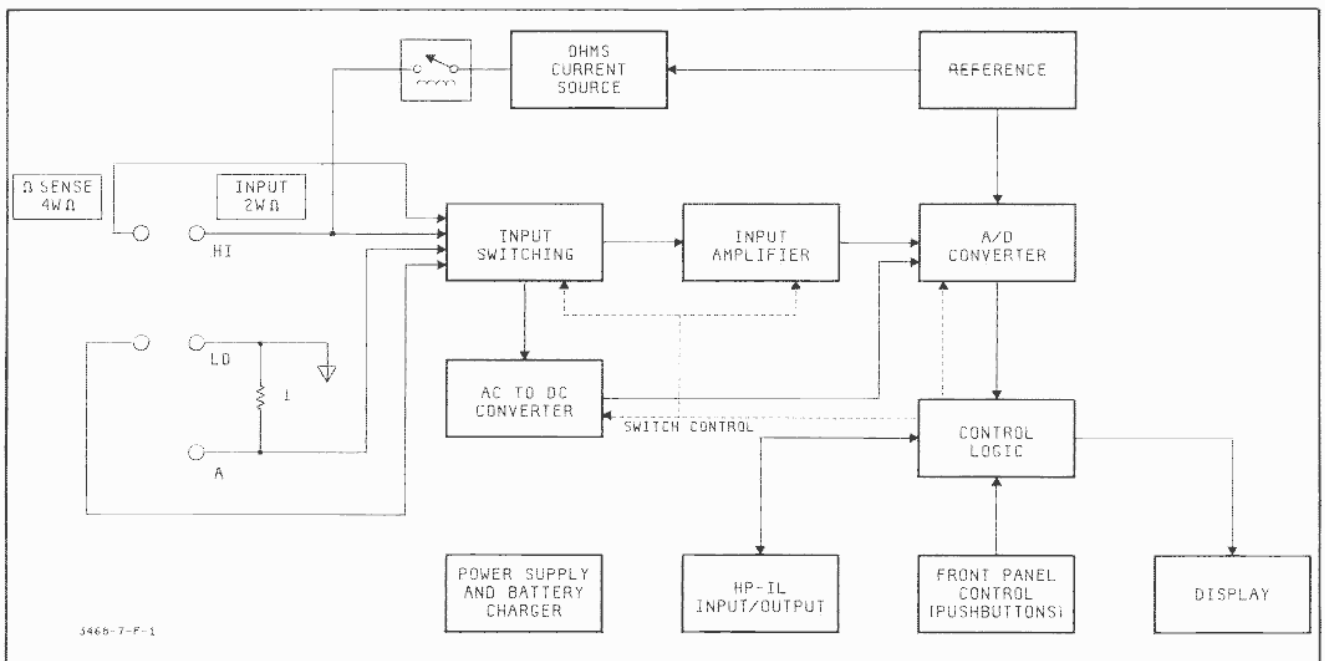 OHMS
CURRENT
SOURCE
REFERENCE
Ω SENSE
4W Ω
INPUT
2W Ω
HI
INPUT
SWITCHING
INPUT
AMPLIFIER
A/D
CONVERTER
LO
1
A
AC TO DC
CONVERTER
SWITCH CONTROL
CONTROL
LOGIC
POWER SUPPLY
AND BATTERY
CHARGER
HP-IL
INPUT/OUTPUT
FRONT PANEL
CONTROL
(PUSHBUTTONS)
DISPLAY
3468-7-F-1